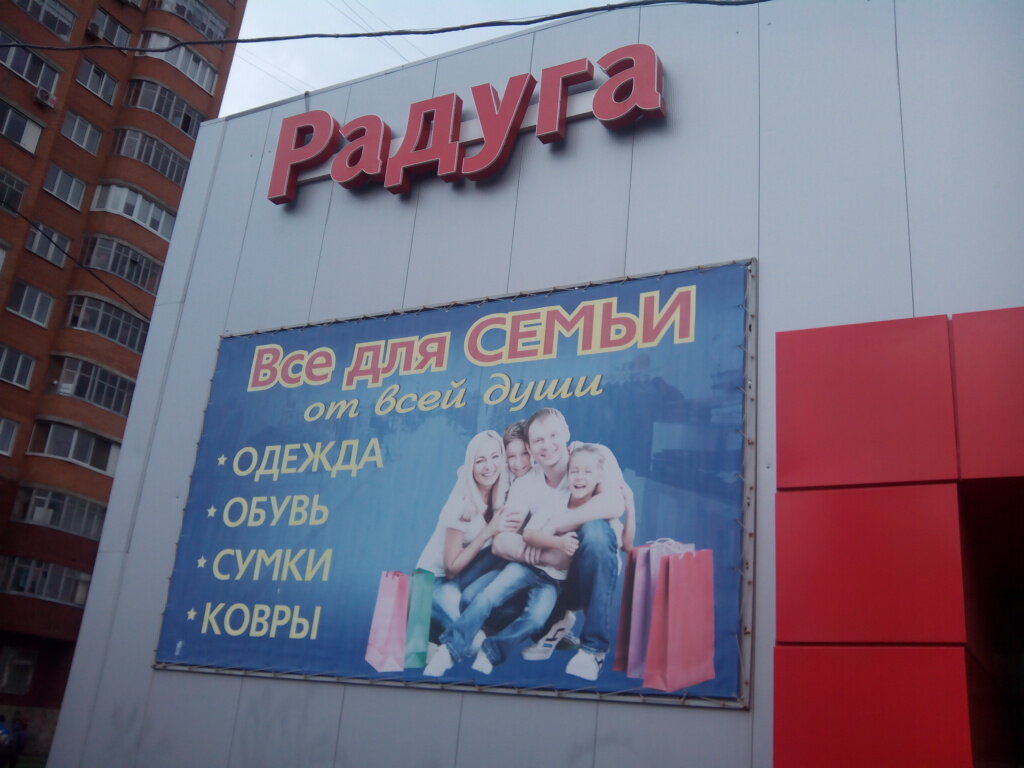 Радуга
Все для СЕМЬИ
от всей души
* ОДЕЖДА
* ОБУВЬ
* СУМКИ
* КОВРЫ